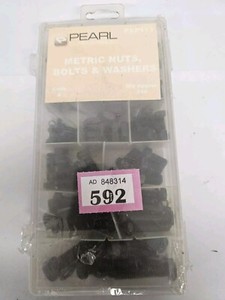 PEARL
METRIC NUTS,
BOLTS & WASHERS
AD 848314
592